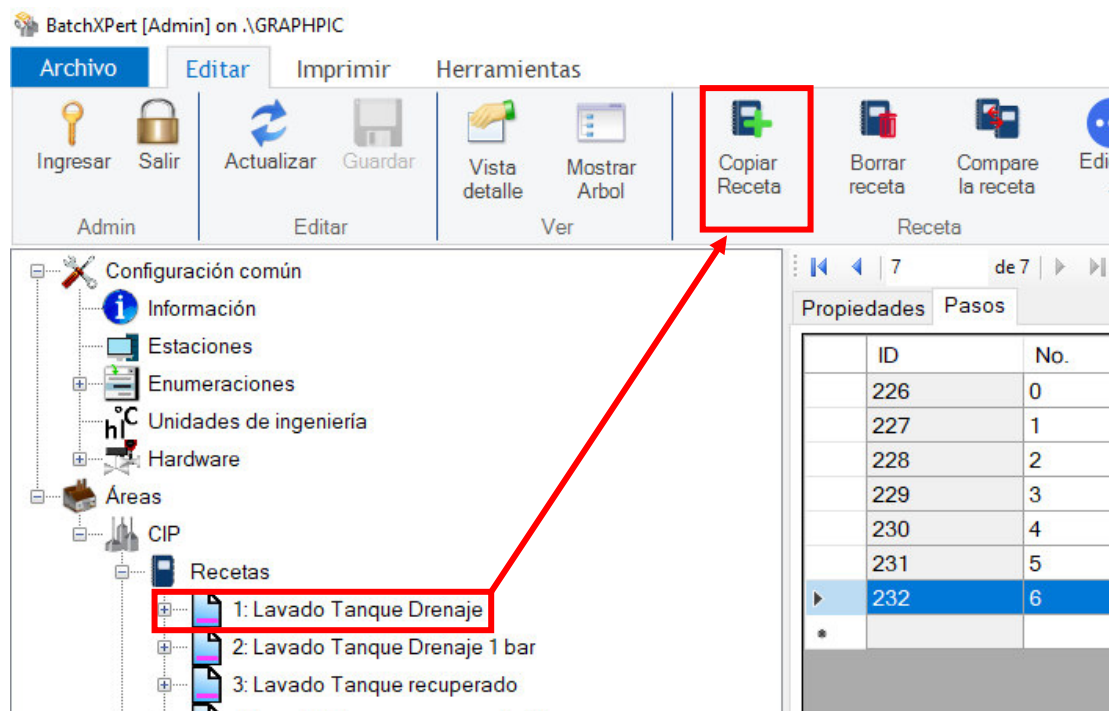 BatchXPert [Admin] on .\GRAPHPIC
Archivo Editar Imprimir Herramientas
Ingresar Salir Actualizar Guardar Vista detalle Mostrar Arbol Copiar Receta Borrar receta Compare la receta Edi
Admin Editar Ver Receta
Configuración común
Información
Estaciones
Enumeraciones
°C hl Unidades de ingeniería
Hardware
Áreas
CIP
Recetas
1: Lavado Tanque Drenaje
2: Lavado Tanque Drenaje 1 bar
3: Lavado Tanque recuperado
7 de 7
Propiedades Pasos
ID No.
226 0
227 1
228 2
229 3
230 4
231 5
232 6